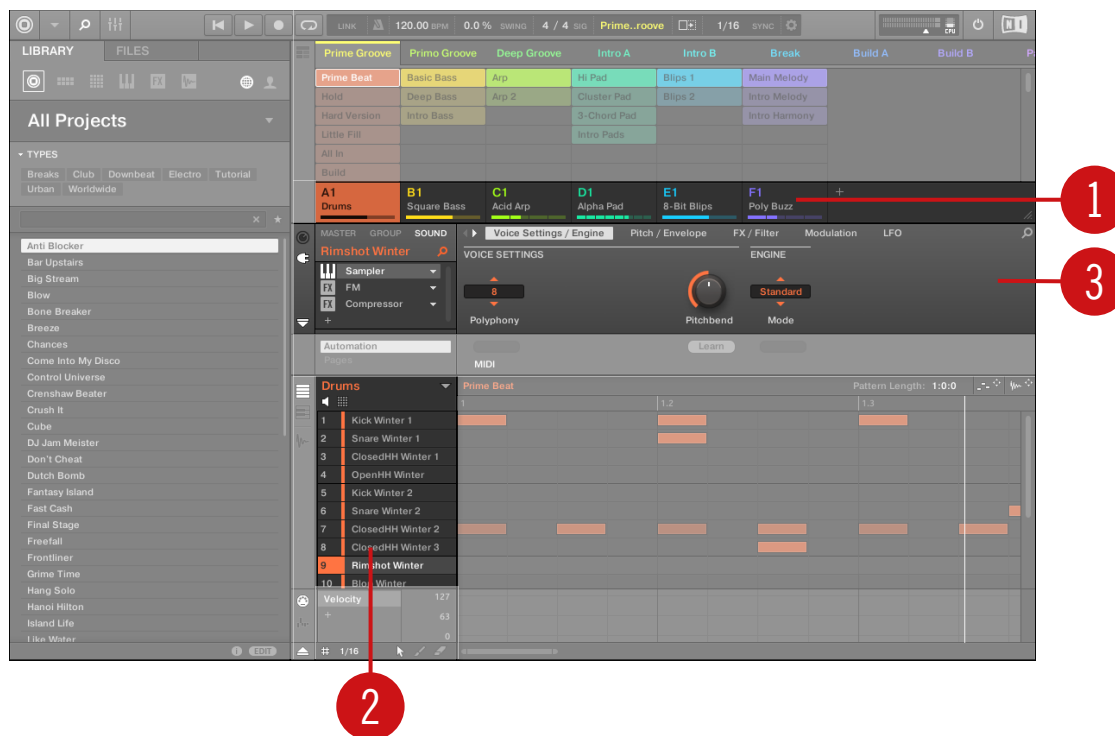 LINK 120.00 BPM 0.0 % SWING 4 / 4 SIG Prime..roove 1/16 SYNC CPU
LIBRARY FILES
All Projects
TYPES
Breaks Club Downbeat Electro Tutorial
Urban Worldwide
Anti Blocker
Bar Upstairs
Big Stream
Blow
Bone Breaker
Breeze
Chances
Come Into My Disco
Control Universe
Crenshaw Beater
Crush It
Cube
DJ Jam Meister
Don't Cheat
Dutch Bomb
Fantasy Island
Fast Cash
Final Stage
Freefall
Frontliner
Grime Time
Hang Solo
Hanoi Hilton
Island Life
Like Water
EDIT
Prime Groove Primo Groove Deep Groove Intro A Intro B Break Build A Build B
Prime Beat Basic Bass Arp Hi Pad Blips 1 Main Melody
Hold Deep Bass Arp 2 Cluster Pad Blips 2 Intro Melody
Hard Version Intro Bass 3-Chord Pad Intro Harmony
Little Fill Intro Pads
All In
Build
A1 B1 C1 D1 E1 F1 +
Drums Square Bass Acid Arp Alpha Pad 8-Bit Blips Poly Buzz
1
MASTER GROUP SOUND Voice Settings / Engine Pitch / Envelope FX / Filter Modulation LFO
Rimshot Winter VOICE SETTINGS ENGINE
Sampler
FX FM 8 Standard
FX Compressor
+ Polyphony Pitchbend Mode
3
Automation Learn
Pages MIDI
Drums Prime Beat Pattern Length: 1:0:0
1 1.2 1.3
1 Kick Winter 1
2 Snare Winter 1
3 ClosedHH Winter 1
4 OpenHH Winter
5 Kick Winter 2
6 Snare Winter 2
7 ClosedHH Winter 2
8 ClosedHH Winter 3
9 Rimshot Winter
10 Winter
Velocity 127
+ 63
0
1/16
2